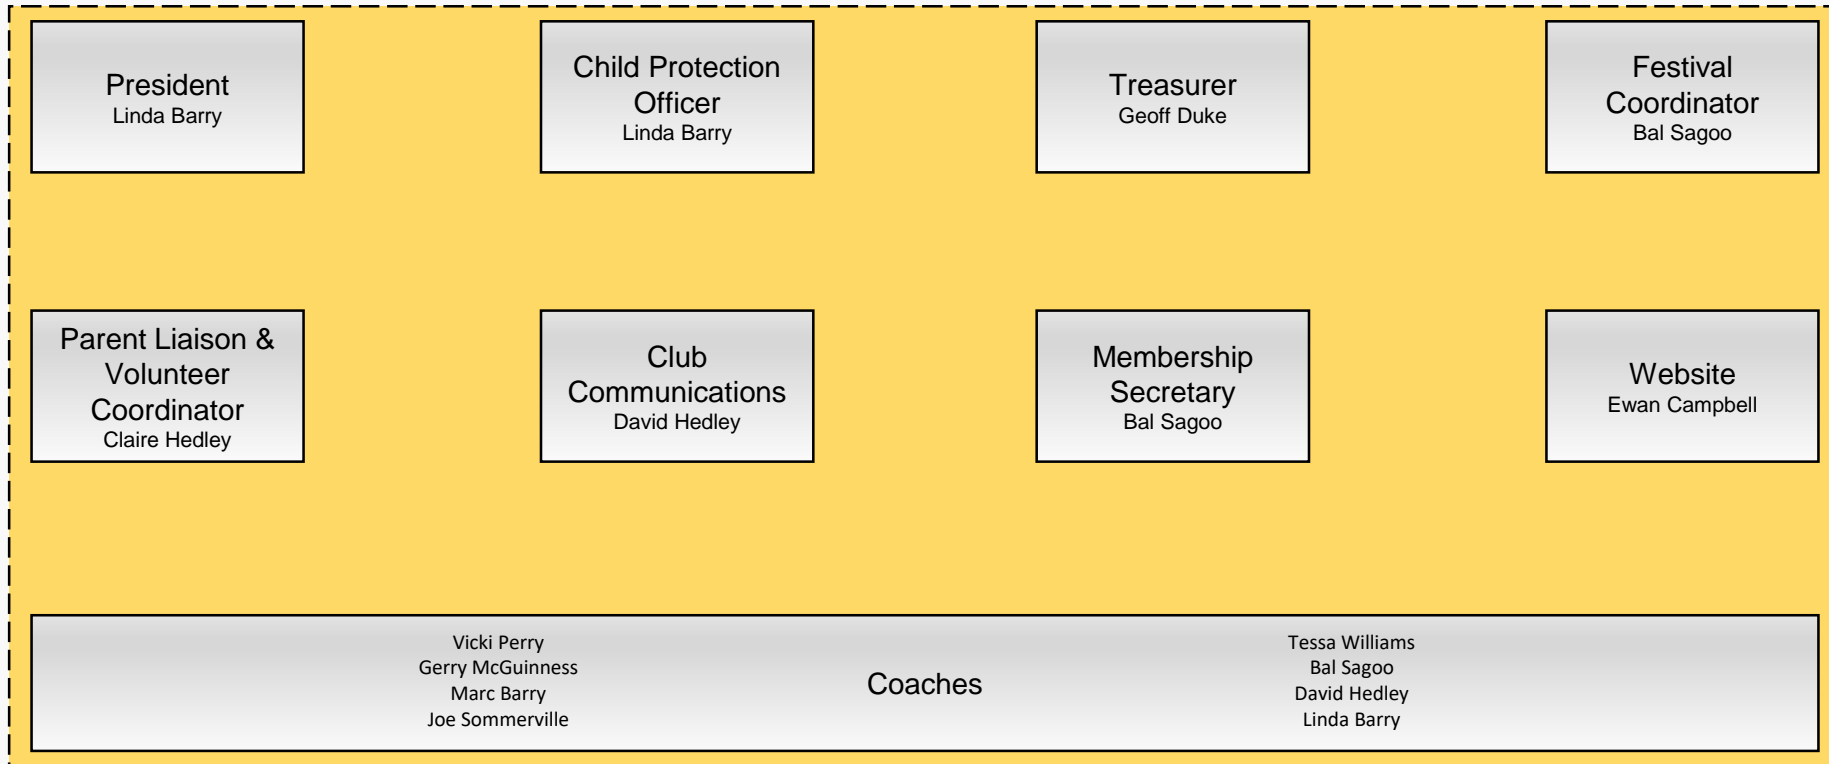 President
Linda Barry
Child Protection
Officer
Linda Barry
Treasurer
Geoff Duke
Festival
Coordinator
Bal Sagoo
Parent Liaison &
Volunteer
Coordinator
Claire Hedley
Club
Communications
David Hedley
Membership
Secretary
Bal Sagoo
Website
Ewan Campbell
Vicki Perry
Gerry McGuinness
Marc Barry
Joe Sommerville
Coaches
Tessa Williams
Bal Sagoo
David Hedley
Linda Barry